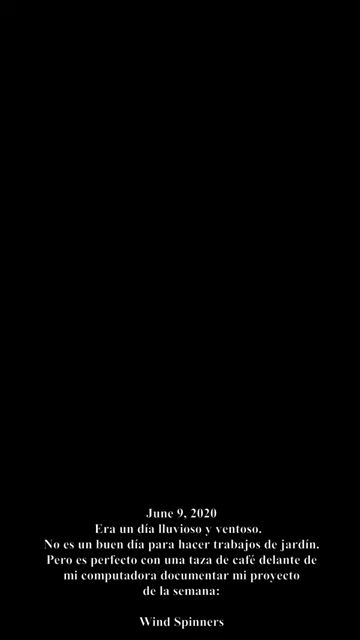 June 9, 2020
Era un día lluvioso y ventoso.
No es un buen día para hacer trabajos de jardín.
Pero es perfecto con una taza de café delante de
mi computadora documentar mi proyecto
de la semana:
Wind Spinners